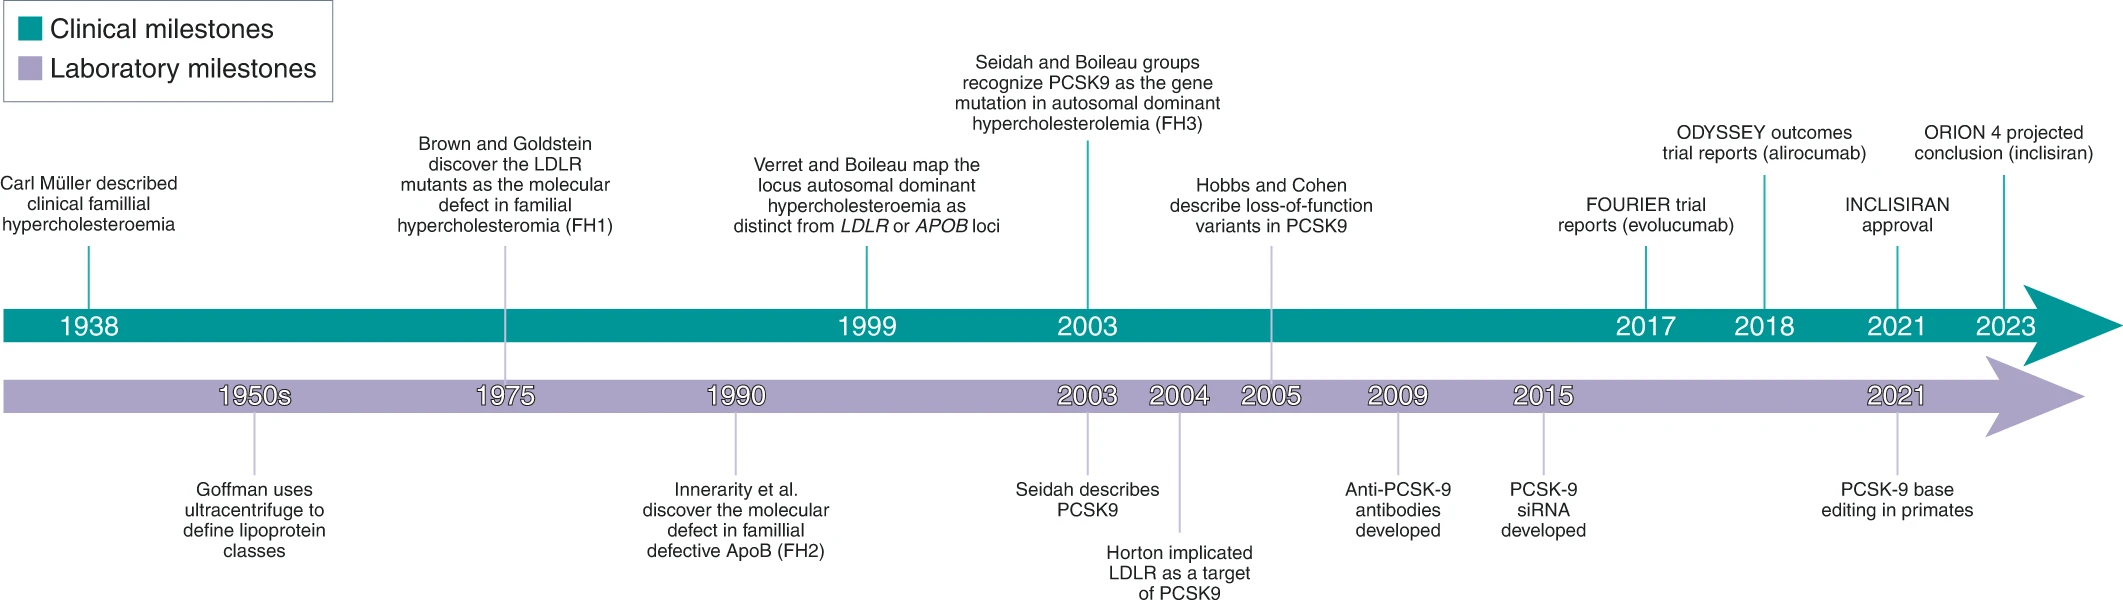 Clinical milestones
Laboratory milestones
Carl Müller described
clinical famillial
hypercholesteroemia
Brown and Goldstein
discover the LDLR
mutants as the molecular
defect in familial
hypercholesteromia (FH1)
Verret and Boileau map the
locus autosomal dominant
hypercholesteroemia as
distinct from LDLR or APOB loci
Seidah and Boileau groups
recognize PCSK9 as the gene
mutation in autosomal dominant
hypercholesterolemia (FH3)
Hobbs and Cohen
describe loss-of-function
variants in PCSK9
FOURIER trial
reports (evolucumab)
ODYSSEY outcomes
trial reports (alirocumab)
INCLISIRAN
approval
ORION 4 projected
conclusion (inclisiran)
1938 1999 2003 2017 2018 2021 2023
1950s 1975 1990 2003 2004 2005 2009 2015 2021
Goffman uses
ultracentrifuge to
define lipoprotein
classes
Innerarity et al.
discover the molecular
defect in famillial
defective ApoB (FH2)
Seidah describes
PCSK9
Horton implicated
LDLR as a target
of PCSK9
Anti-PCSK-9
antibodies
developed
PCSK-9
siRNA
developed
PCSK-9 base
editing in primates